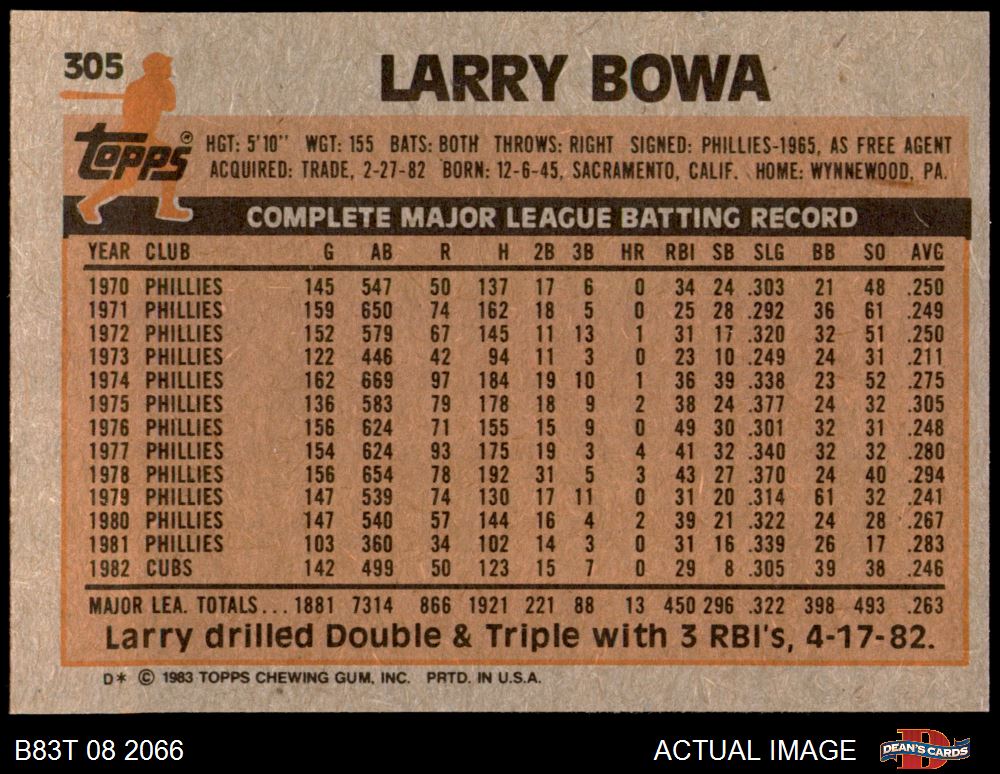 305 LARRY BOWA
TOPPS® HGT: 5'10" WGT: 155 BATS: BOTH THROWS: RIGHT SIGNED: PHILLIES-1965, AS FREE AGENT
ACQUIRED: TRADE, 2-27-82 BORN: 12-6-45, SACRAMENTO, CALIF. HOME: WYNNEWOOD, PA.
COMPLETE MAJOR LEAGUE BATTING RECORD
YEAR CLUB G AB R H 2B 3B HR RBI SB SLG BB SO AVG
1970 PHILLIES 145 547 50 137 17 6 0 34 24 .303 21 48 .250
1971 PHILLIES 159 650 74 162 18 5 0 25 28 .292 36 61 .249
1972 PHILLIES 152 579 67 145 11 13 1 31 17 .320 32 51 .250
1973 PHILLIES 122 446 42 94 11 3 0 23 10 .249 24 31 .211
1974 PHILLIES 162 669 97 184 19 10 1 36 39 .338 23 52 .275
1975 PHILLIES 136 583 79 178 18 9 2 38 24 .377 24 32 .305
1976 PHILLIES 156 624 71 155 15 9 0 49 30 .301 32 31 .248
1977 PHILLIES 154 624 93 175 19 3 4 41 32 .340 32 32 .280
1978 PHILLIES 156 654 78 192 31 5 3 43 27 .370 24 40 .294
1979 PHILLIES 147 539 74 130 17 11 0 31 20 .314 61 32 .241
1980 PHILLIES 147 540 57 144 16 4 2 39 21 .322 24 28 .267
1981 PHILLIES 103 360 34 102 14 3 0 31 16 .339 26 17 .283
1982 CUBS 142 499 50 123 15 7 0 29 8 .305 39 38 .246
MAJOR LEA. TOTALS... 1881 7314 866 1921 221 88 13 450 296 .322 398 493 .263
Larry drilled Double & Triple with 3 RBI's, 4-17-82.
D* © 1983 TOPPS CHEWING GUM, INC. PRTD. IN U.S.A.
B83T 08 2066 ACTUAL IMAGE DEAN'S CARDS